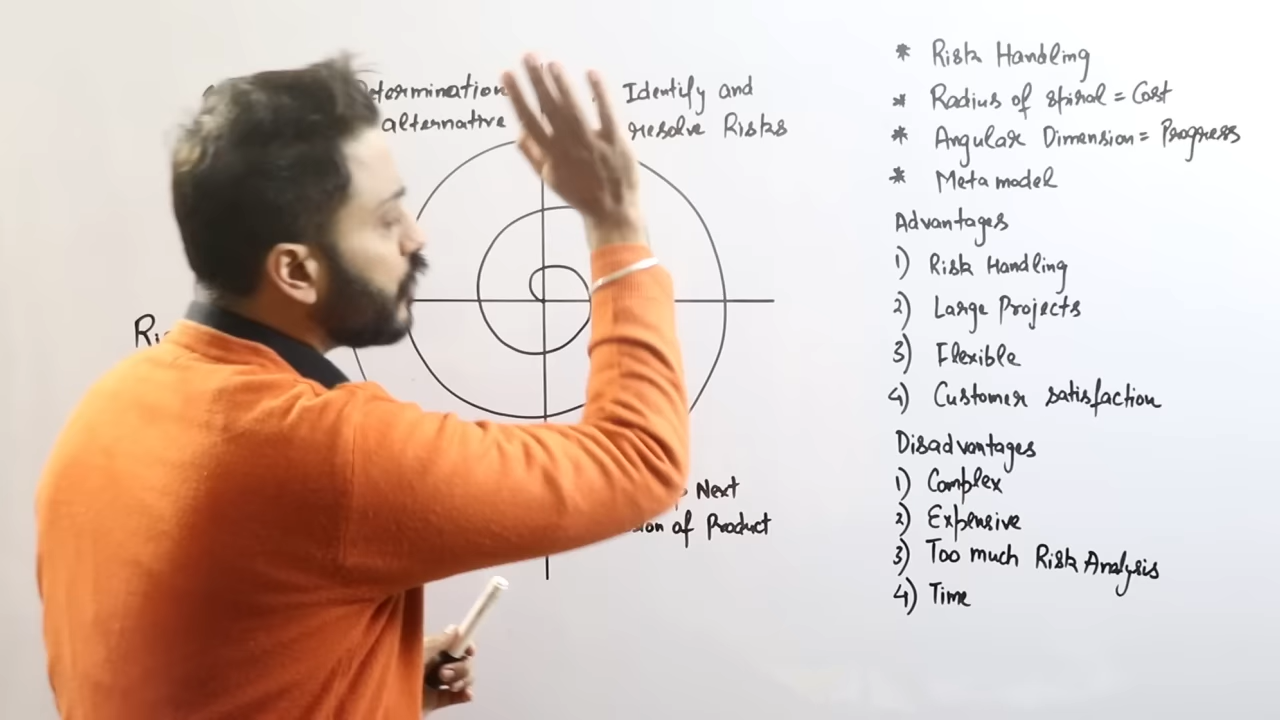 Determination
alternative
Identify and
resolve Risks
Next
of Product
* Risk Handling
* Radius of spiral = Cost
* Angular Dimension = Progress
* Meta model
Advantages
1) Risk Handling
2) Large Projects
3) Flexible
4) Customer satisfaction
Disadvantages
1) Complex
2) Expensive
3) Too much Risk Analysis
4) Time